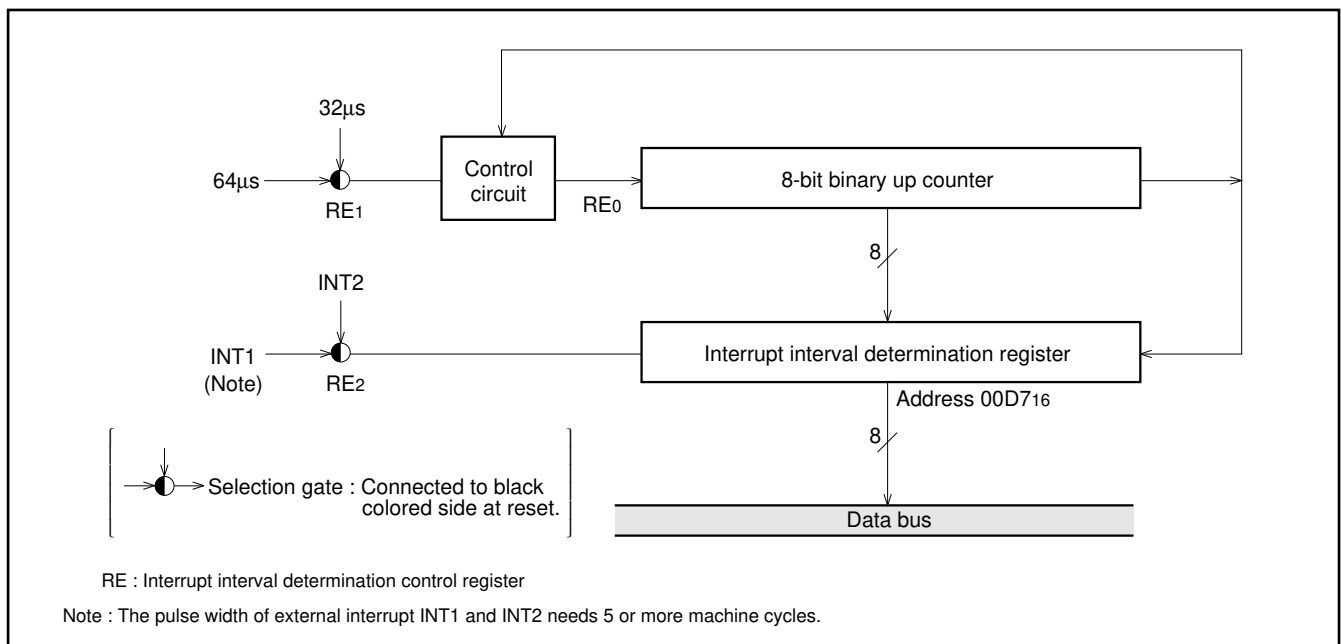 32µs
64µs
RE1
Control
circuit
RE0
8-bit binary up counter
8
INT2
INT1
(Note)
RE2
Interrupt interval determination register
Address 00D716
8
Selection gate : Connected to black
colored side at reset.
Data bus
RE : Interrupt interval determination control register
Note : The pulse width of external interrupt INT1 and INT2 needs 5 or more machine cycles.